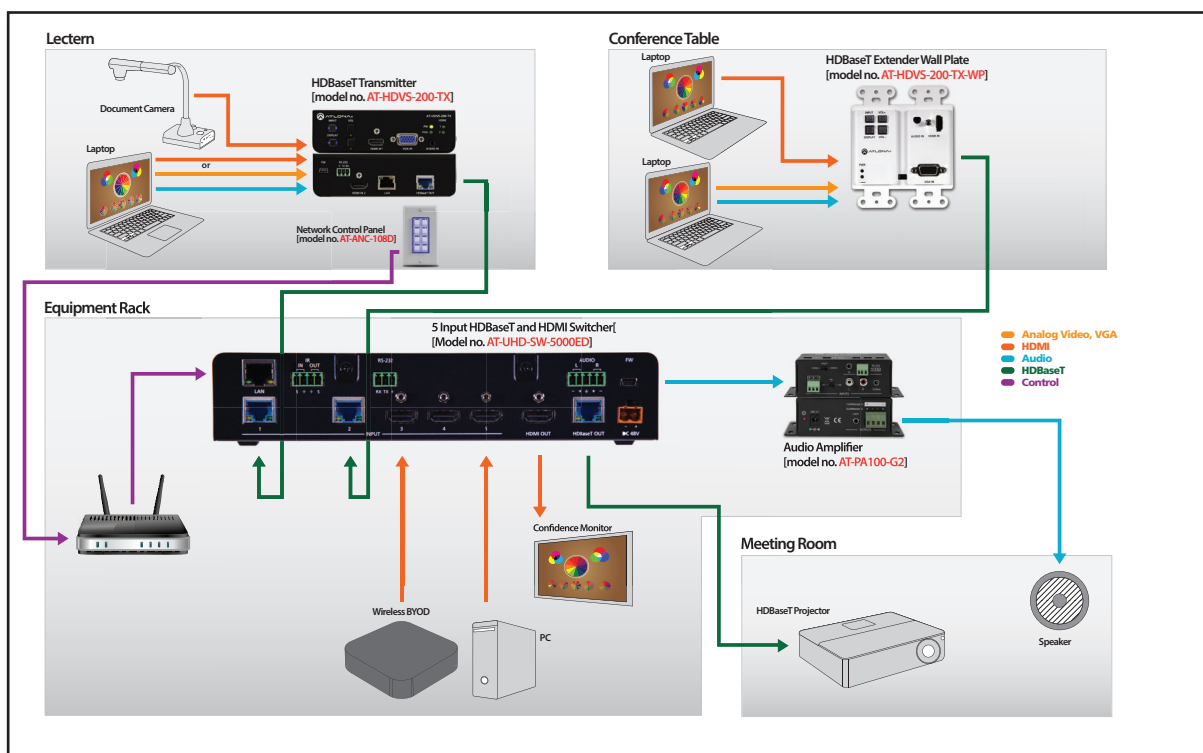 Lectern
Document Camera
HDBaseT Transmitter
[model no. AT-HDVS-200-TX]
Laptop
or
Network Control Panel
[model no. AT-ANC-108D]
Conference Table
Laptop
HDBaseT Extender Wall Plate
[model no. AT-HDVS-200-TX-WP]
Laptop
Equipment Rack
5 Input HDBaseT and HDMI Switcher[
[Model no. AT-UHD-SW-5000ED]
IR
IN OUT
RS-232
AUDIO
L R
FW
LAN
RX TX
1
2
3
4
5
INPUT
HDMI OUT
HDBaseT OUT
DC 48V
Analog Video, VGA
HDMI
Audio
HDBaseT
Control
Audio Amplifier
[model no. AT-PA100-G2]
Confidence Monitor
Wireless BYOD
PC
Meeting Room
HDBaseT Projector
Speaker